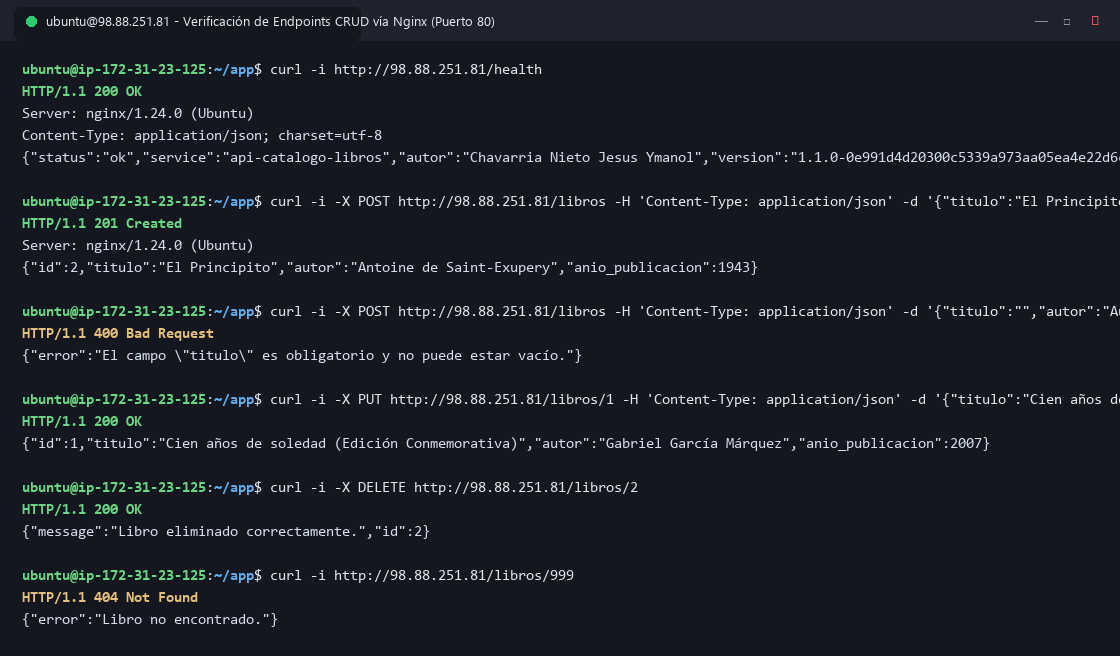 ubuntu@98.88.251.81 - Verificación de Endpoints CRUD vía Nginx (Puerto 80)
ubuntu@ip-172-31-23-125:~/app$ curl -i http://98.88.251.81/health
HTTP/1.1 200 OK
Server: nginx/1.24.0 (Ubuntu)
Content-Type: application/json; charset=utf-8
{"status":"ok","service":"api-catalogo-libros","autor":"Chavarria Nieto Jesus Ymanol","version":"1.1.0-0e991d4d20300c5339a973aa05ea4e22d6
ubuntu@ip-172-31-23-125:~/app$ curl -i -X POST http://98.88.251.81/libros -H 'Content-Type: application/json' -d '{"titulo":"El Principito
HTTP/1.1 201 Created
Server: nginx/1.24.0 (Ubuntu)
{"id":2,"titulo":"El Principito","autor":"Antoine de Saint-Exupery","anio_publicacion":1943}
ubuntu@ip-172-31-23-125:~/app$ curl -i -X POST http://98.88.251.81/libros -H 'Content-Type: application/json' -d '{"titulo":"","autor":"A
HTTP/1.1 400 Bad Request
{"error":"El campo \"titulo\" es obligatorio y no puede estar vacío."}
ubuntu@ip-172-31-23-125:~/app$ curl -i -X PUT http://98.88.251.81/libros/1 -H 'Content-Type: application/json' -d '{"titulo":"Cien años d
HTTP/1.1 200 OK
{"id":1,"titulo":"Cien años de soledad (Edición Conmemorativa)","autor":"Gabriel García Márquez","anio_publicacion":2007}
ubuntu@ip-172-31-23-125:~/app$ curl -i -X DELETE http://98.88.251.81/libros/2
HTTP/1.1 200 OK
{"message":"Libro eliminado correctamente.","id":2}
ubuntu@ip-172-31-23-125:~/app$ curl -i http://98.88.251.81/libros/999
HTTP/1.1 404 Not Found
{"error":"Libro no encontrado."}